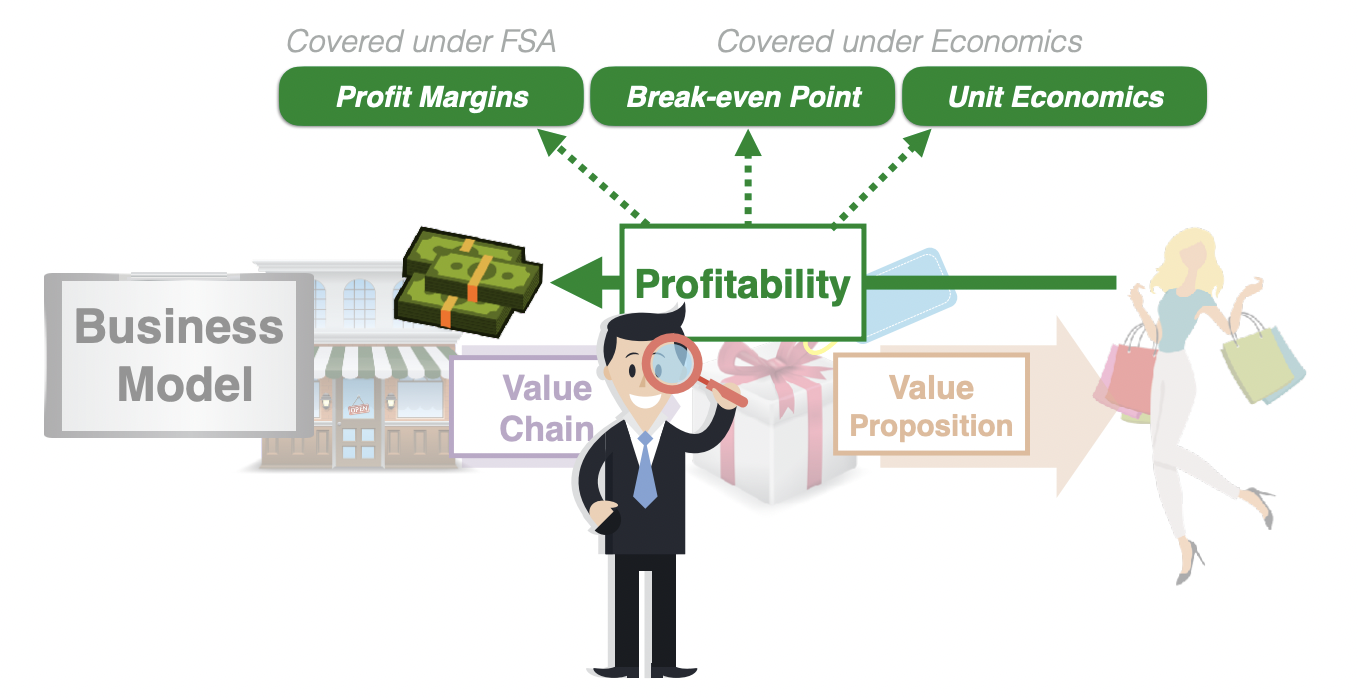 Covered under FSA
Covered under Economics
Profit Margins
Break-even Point
Unit Economics
Profitability
Business
Model
OPEN
Value
Chain
Value
Proposition